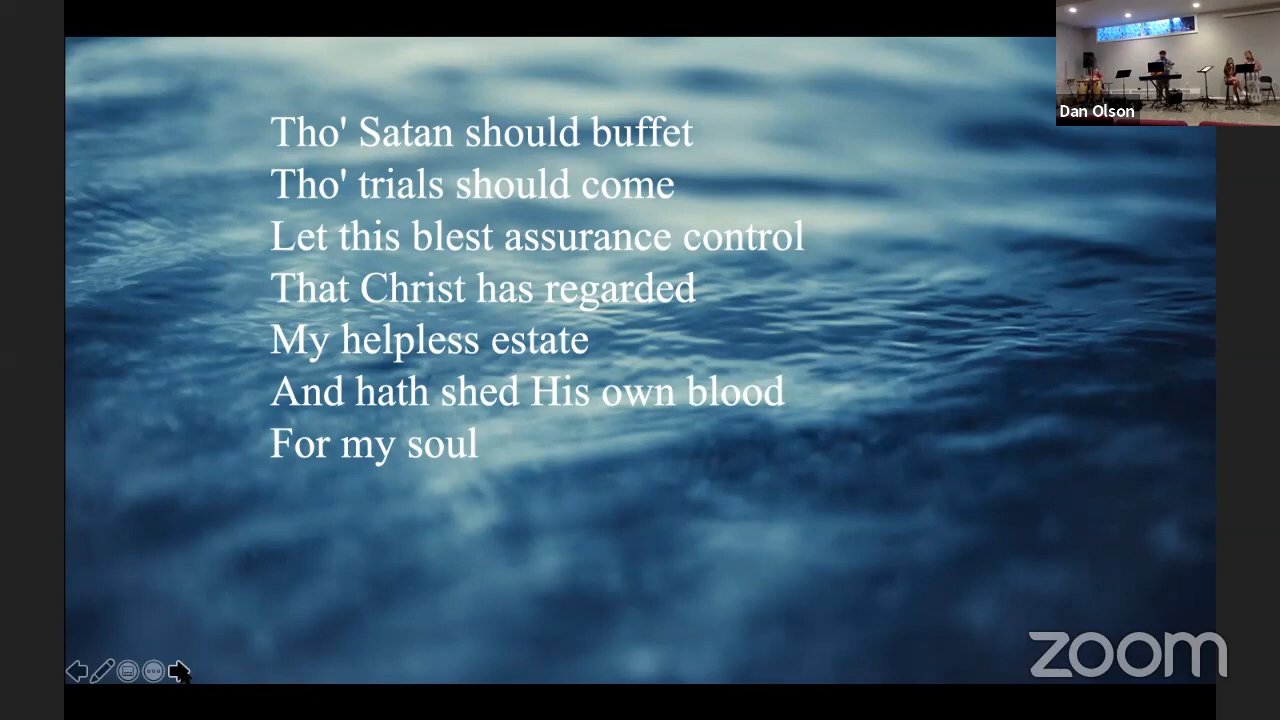 Tho' Satan should buffet
Tho' trials should come
Let this blest assurance control
That Christ has regarded
My helpless estate
And hath shed His own blood
For my soul
Dan Olson
zoom